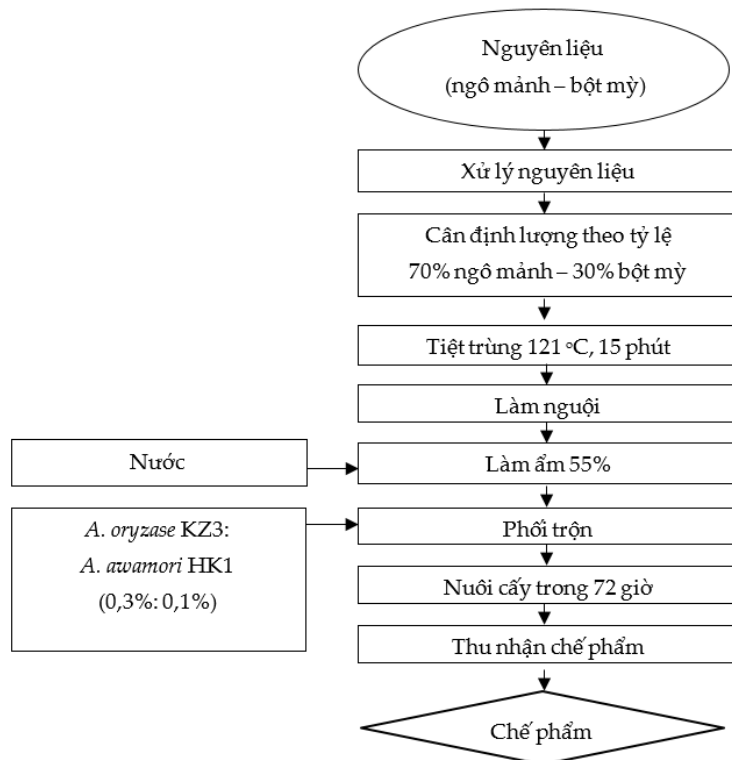 Nguyên liệu
(ngô mảnh – bột mỳ)
Xử lý nguyên liệu
Cân định lượng theo tỷ lệ
70% ngô mảnh – 30% bột mỳ
Tiệt trùng 121 °C, 15 phút
Làm nguội
Nước
Làm ẩm 55%
A. oryzase KZ3:
A. awamori HK1
(0,3%: 0,1%)
Phối trộn
Nuôi cấy trong 72 giờ
Thu nhận chế phẩm
Chế phẩm